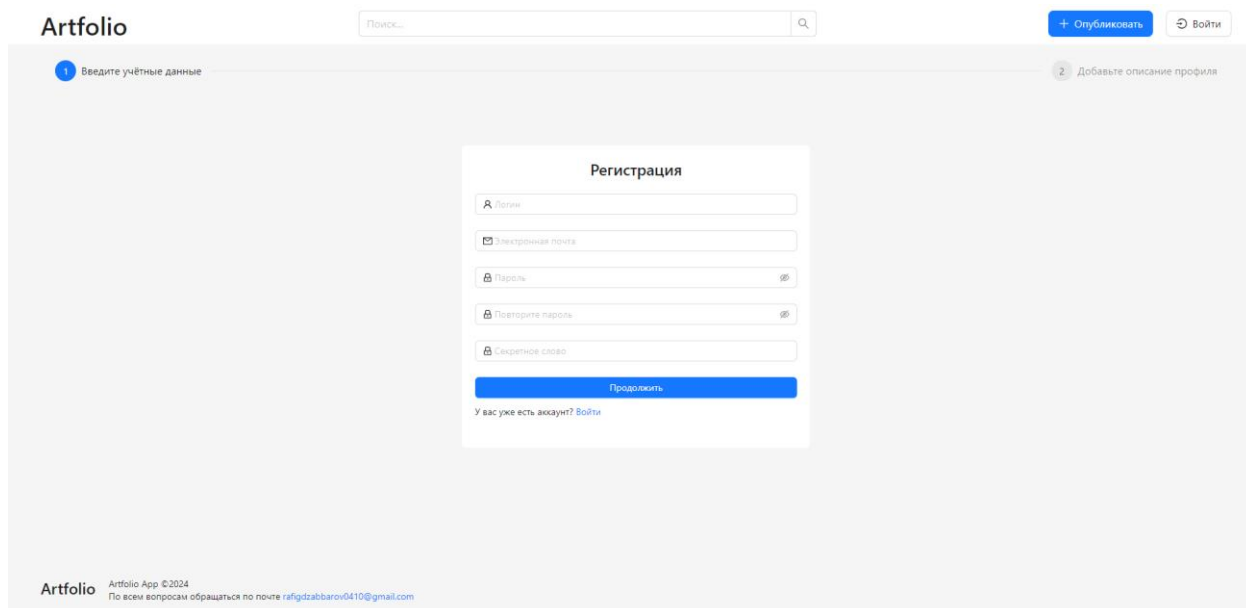 Artfolio
Поиск...
Опубликовать
Войти
1 Введите учётные данные
2 Добавьте описание профиля
Регистрация
Логин
Электронная почта
Пароль
Повторите пароль
Секретное слово
Продолжить
У вас уже есть аккаунт? Войти
Artfolio
Artfolio App ©2024
По всем вопросам обращаться по почте rafigdzabbarov0410@gmail.com